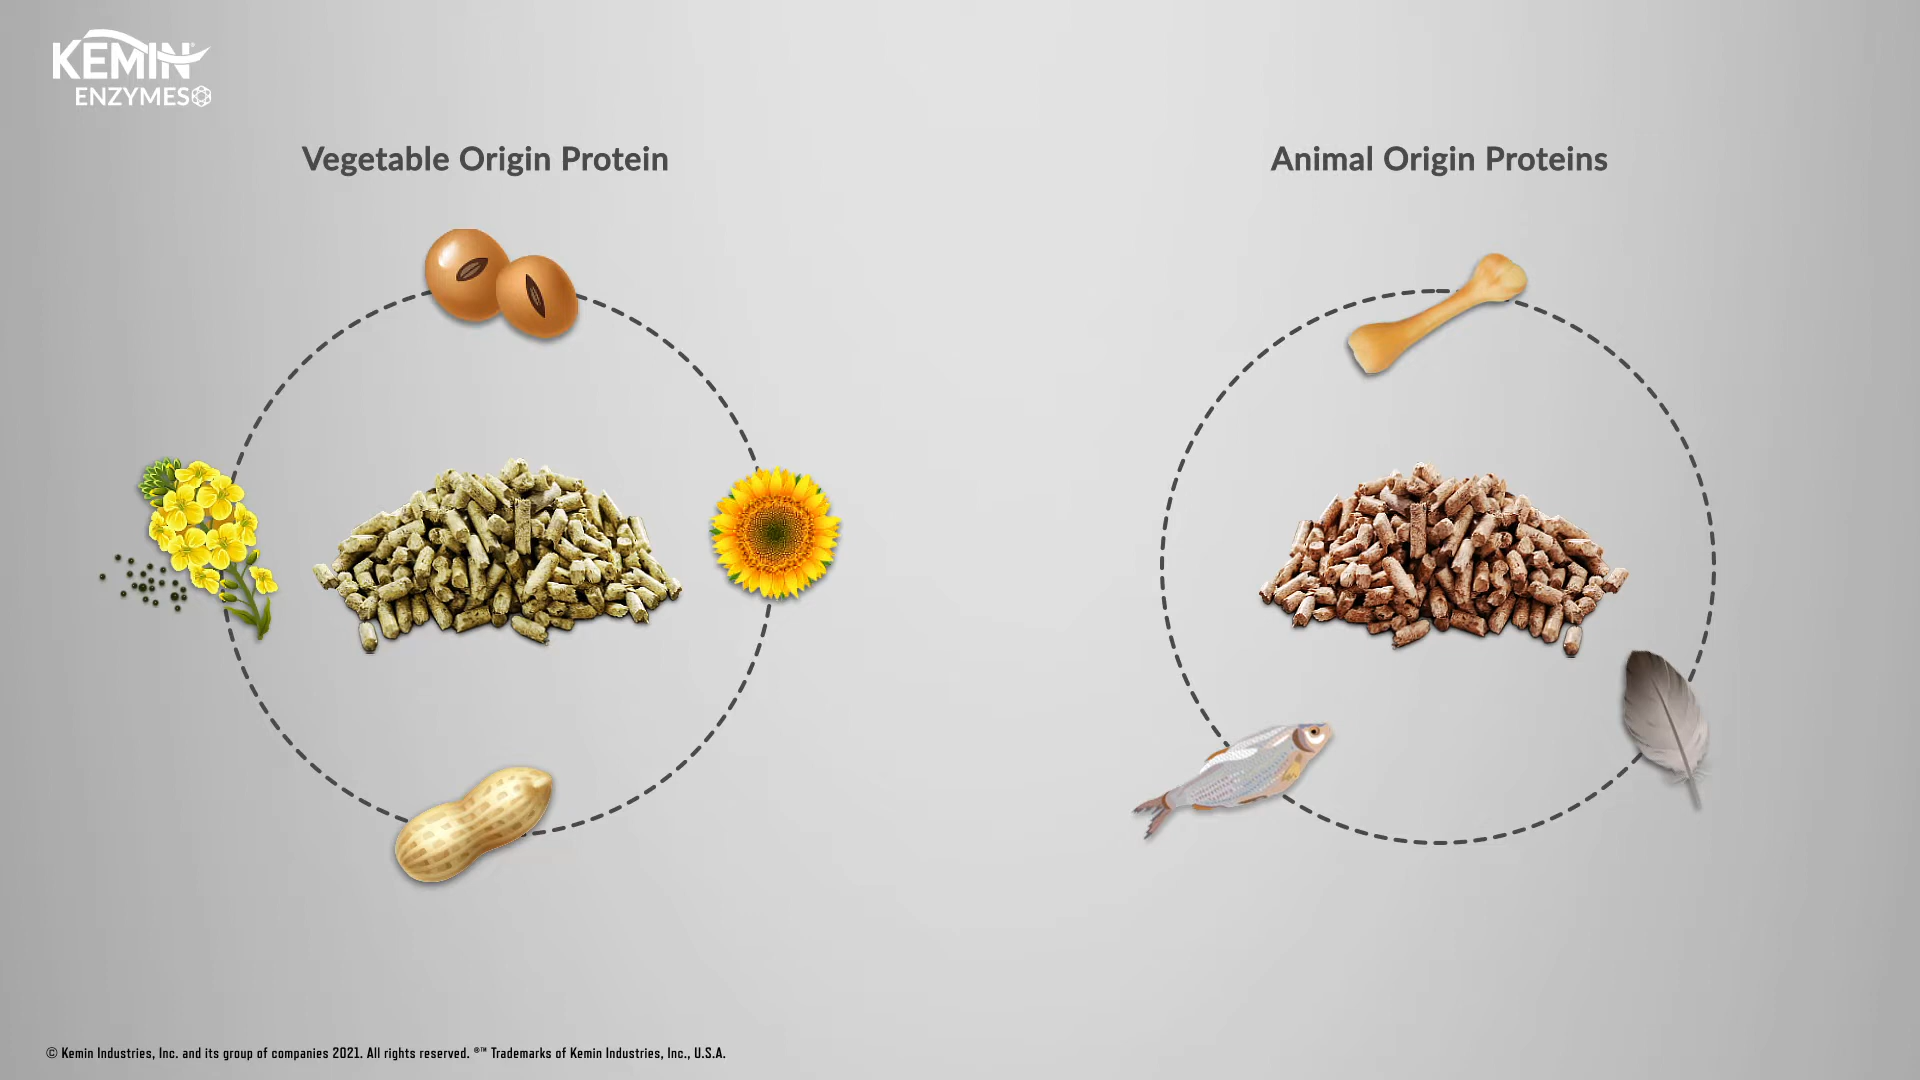 KEMIN®
ENZYMES
Vegetable Origin Protein
Animal Origin Proteins
© Kemin Industries, Inc. and its group of companies 2021. All rights reserved. ®™ Trademarks of Kemin Industries, Inc., U.S.A.